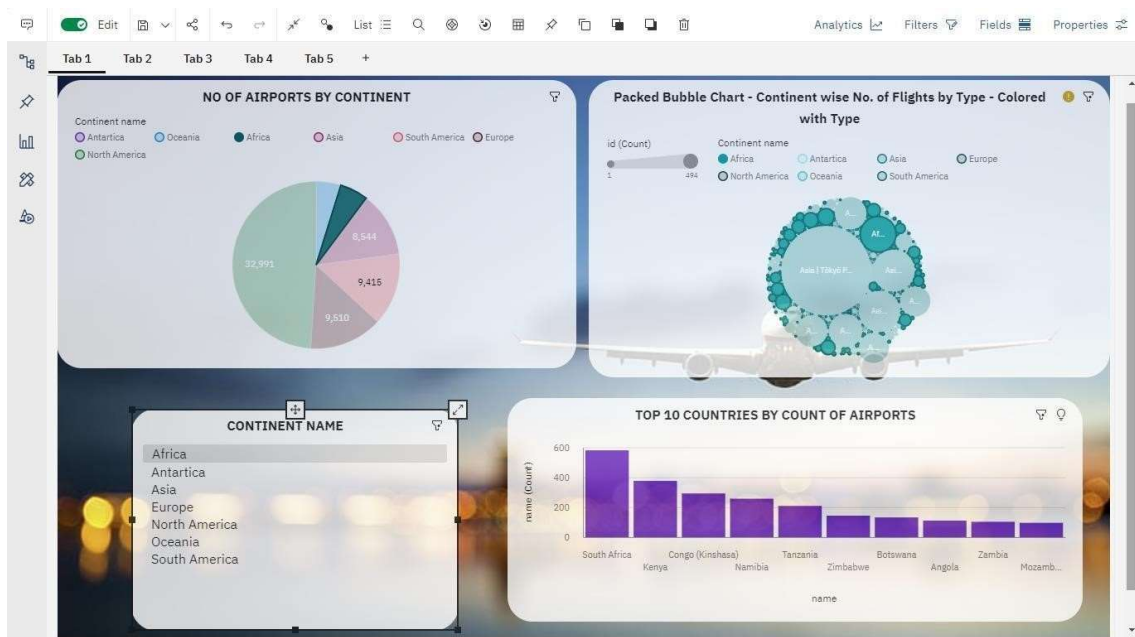 Edit
List
Analytics
Filters
Fields
Properties
Tab 1
Tab 2
Tab 3
Tab 4
Tab 5
+
NO OF AIRPORTS BY CONTINENT
Continent name
Antartica
Oceania
Africa
Asia
South America
Europe
North America
8,544
32,991
9,415
9,510
Packed Bubble Chart - Continent wise No. of Flights by Type - Colored
with Type
id (Count)
1
494
Continent name
Africa
Antartica
Asia
Europe
North America
Oceania
South America
A...
Af...
Asia | Tōkyō F...
Asi...
A...
As...
A...
A...
A...
CONTINENT NAME
Africa
Antartica
Asia
Europe
North America
Oceania
South America
TOP 10 COUNTRIES BY COUNT OF AIRPORTS
name (Count)
600
400
200
0
South Africa
Kenya
Congo (Kinshasa)
Namibia
Tanzania
Zimbabwe
Botswana
Angola
Zambia
Mozamb...
name